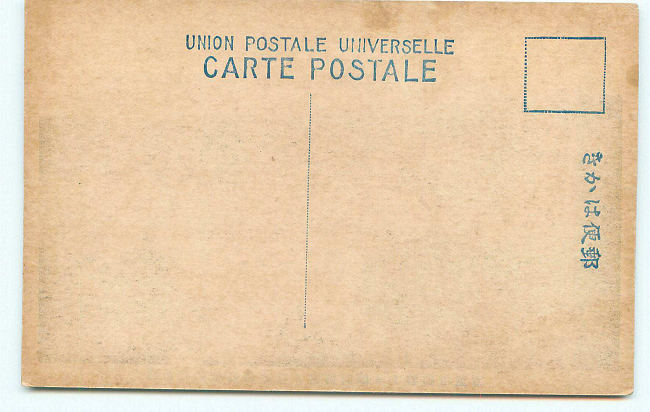 UNION POSTALE UNIVERSELLE
CARTE POSTALE
郵便はかき